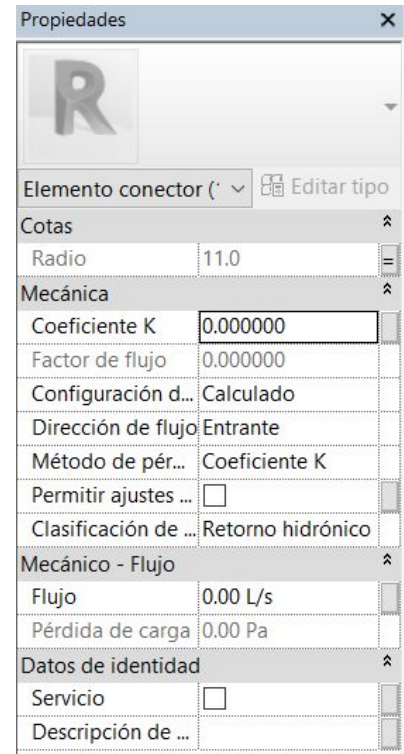 Propiedades
R
Elemento conector (1 Editar tipo
Cotas
Radio 11.0 =
Mecánica
Coeficiente K 0.000000
Factor de flujo 0.000000
Configuración d... Calculado
Dirección de flujo Entrante
Método de pér... Coeficiente K
Permitir ajustes ...
Clasificación de ... Retorno hidrónico
Mecánico - Flujo
Flujo 0.00 L/s
Pérdida de carga 0.00 Pa
Datos de identidad
Servicio
Descripción de ...